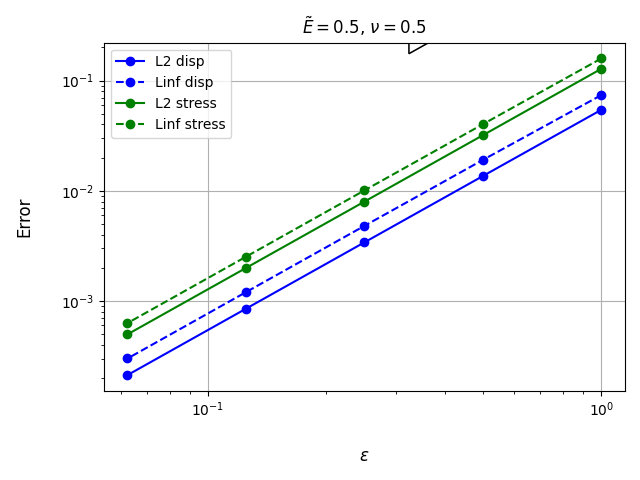 Ẽ = 0.5, ν = 0.5
L2 disp
Linf disp
L2 stress
Linf stress
10⁻¹
10⁻²
10⁻³
Error
10⁻¹
10⁰
ε